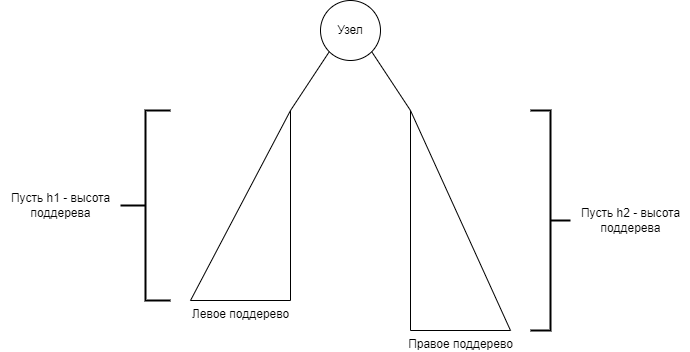 Узел
Пусть h1 - высота
поддерева
Пусть h2 - высота
поддерева
Левое поддерево
Правое поддерево